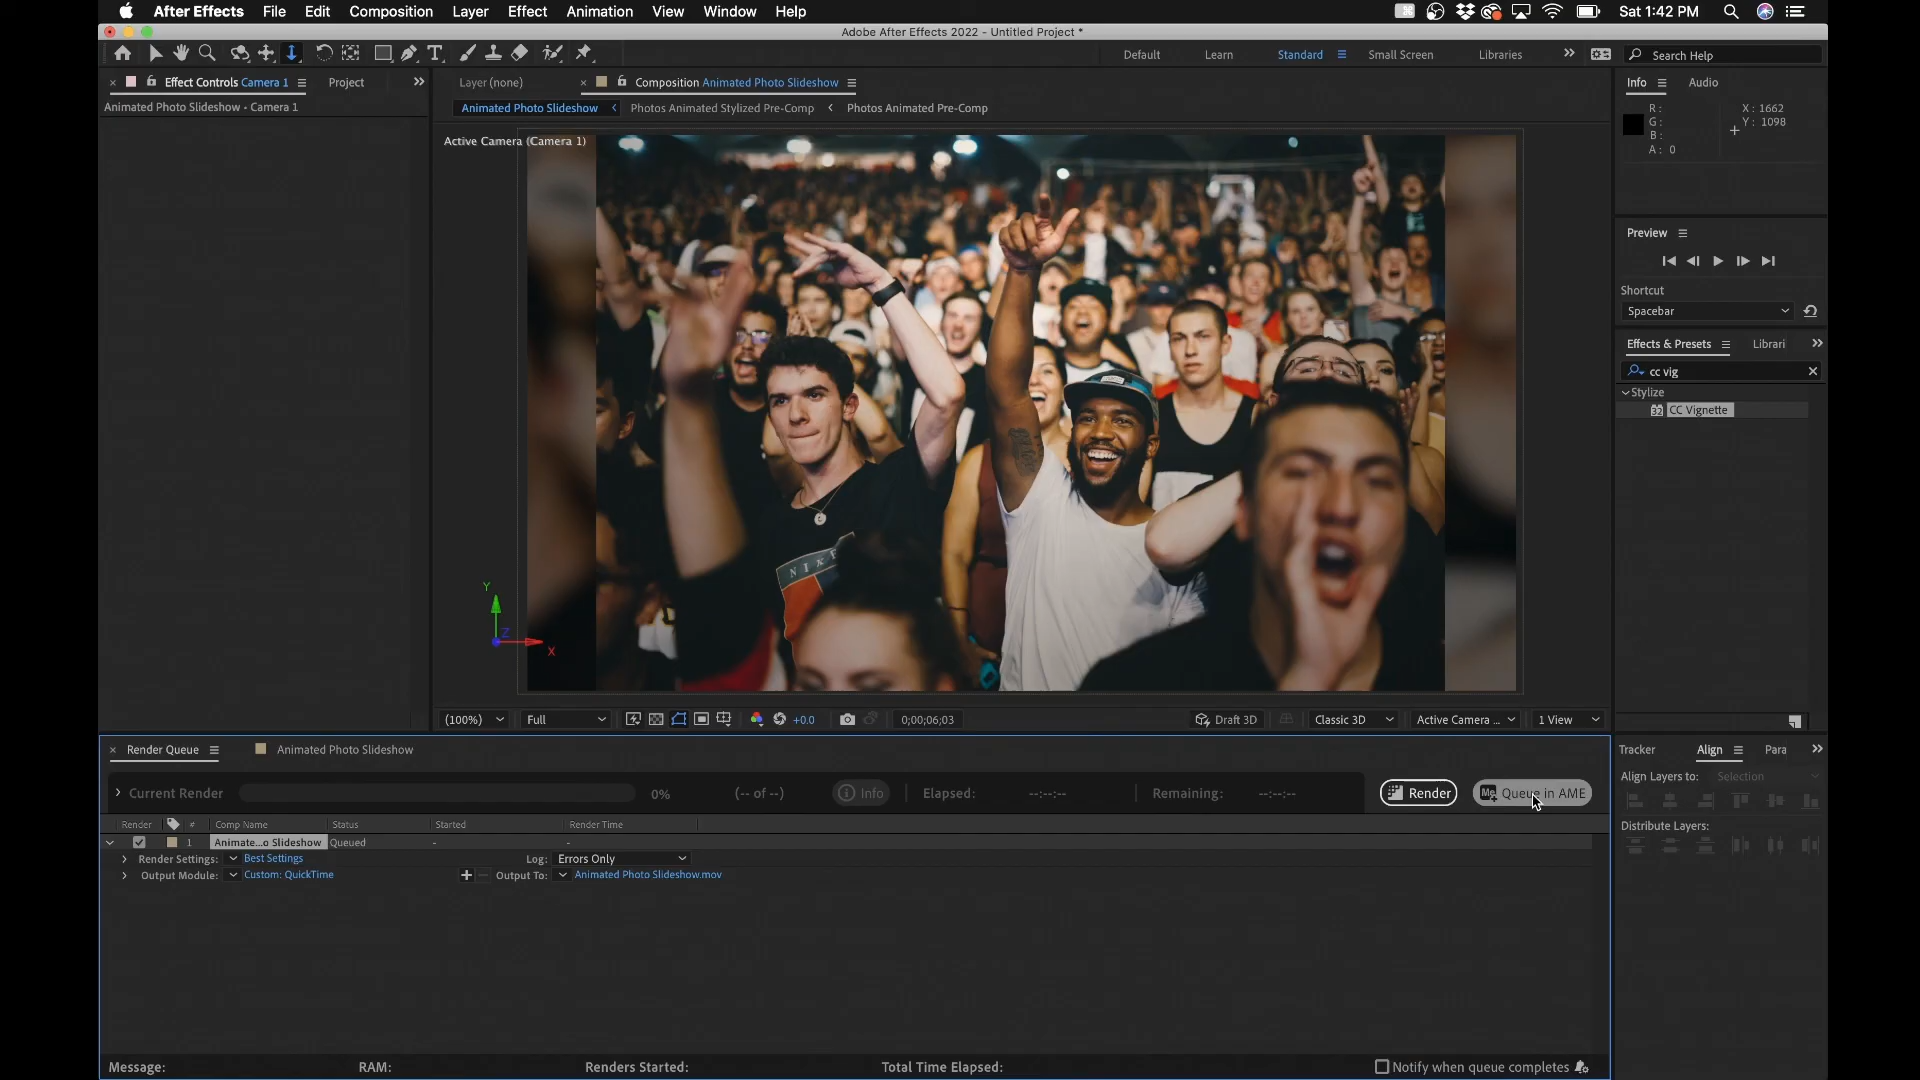 After Effects File Edit Composition Layer Effect Animation View Window Help Sat 1:42 PM
Adobe After Effects 2022 - Untitled Project *
T Default Learn Standard Small Screen Libraries Search Help
Effect Controls Camera 1 Project Layer (none) Composition Animated Photo Slideshow Info Audio
Animated Photo Slideshow - Camera 1 Animated Photo Slideshow Photos Animated Stylized Pre-Comp Photos Animated Pre-Comp
R: X: 1662
G: Y: 1098
B:
A: 0
Active Camera (Camera 1)
Preview
Shortcut
Spacebar
Effects & Presets Librari
cc vig
Stylize
32 CC Vignette
NIKE
Y
Z
X
(100%) Full +0.0 0;00;06;03 Draft 3D Classic 3D Active Camera ... 1 View
Render Queue Animated Photo Slideshow Tracker Align Para
Align Layers to: Selection
Current Render 0% (-- of --) Info Elapsed: --:--:-- Remaining: --:--:-- Render Me Queue in AME
Distribute Layers:
Render # Comp Name Status Started Render Time
1 Animate...o Slideshow Queued - -
Render Settings: Best Settings Log: Errors Only
Output Module: Custom: QuickTime Output To: Animated Photo Slideshow.mov
Message: RAM: Renders Started: Total Time Elapsed: Notify when queue completes